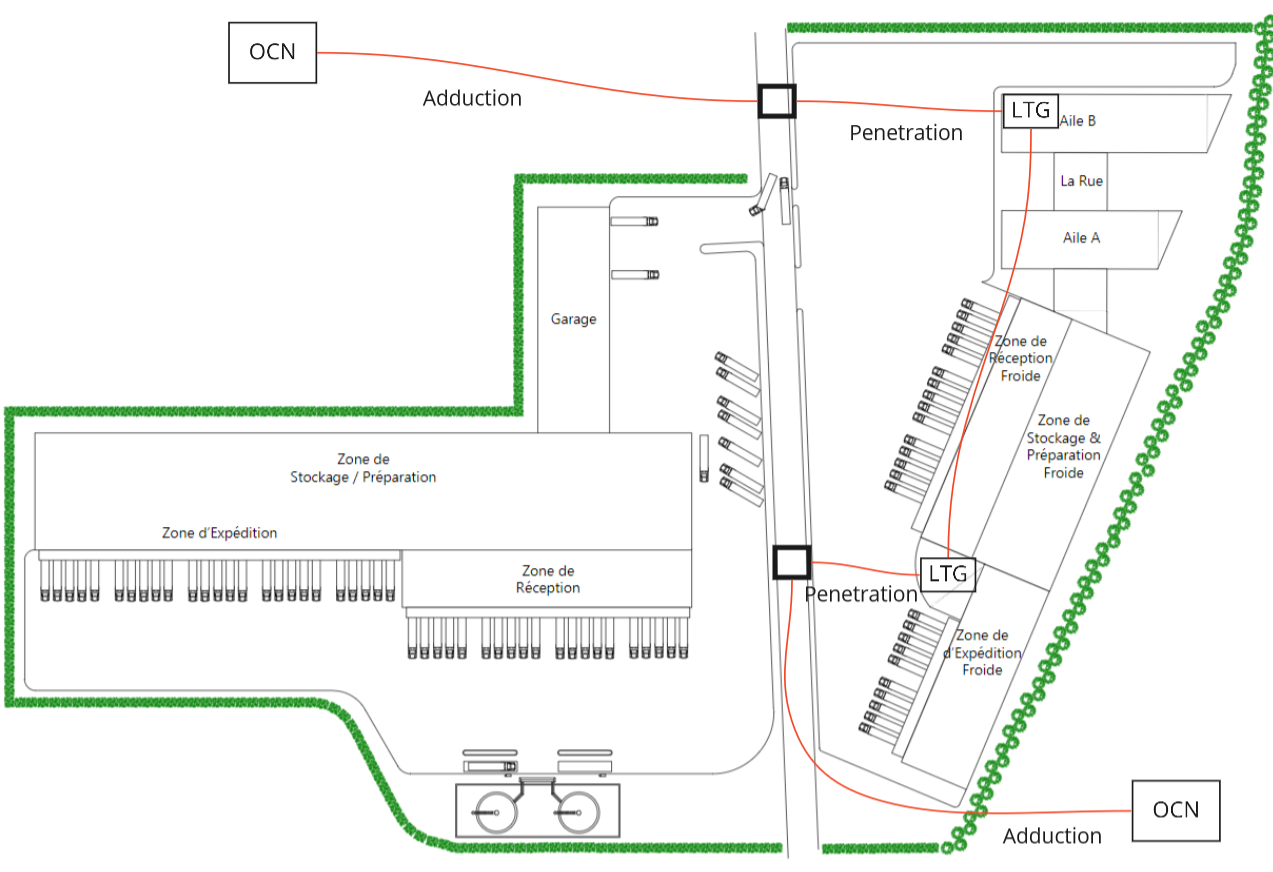 OCN
Adduction
Penetration
LTG
Aile B
La Rue
Aile A
Garage
Zone de
Réception
Froide
Zone de
Stockage &
Préparation
Froide
Zone de
Stockage / Préparation
Zone d'Expédition
Zone de
Réception
Penetration
LTG
Zone de
d'Expédition
Froide
OCN
Adduction